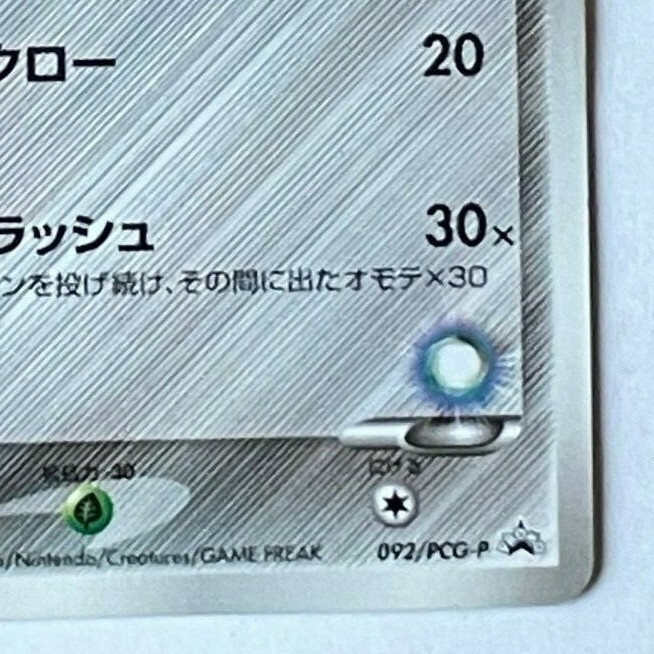 クロー 20
ラッシュ 30×
ンを投げ続け、その間に出たオモテ×30
抵抗力 -30 にげる
/Nintendo/Creatures/GAME FREAK 092/PCG-P